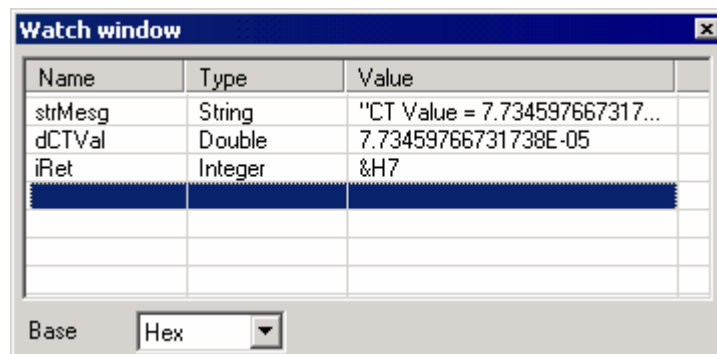 Watch window
Name Type Value
strMesg String "CT Value = 7.734597667317...
dCTVal Double 7.73459766731738E-05
iRet Integer &H7
Base Hex